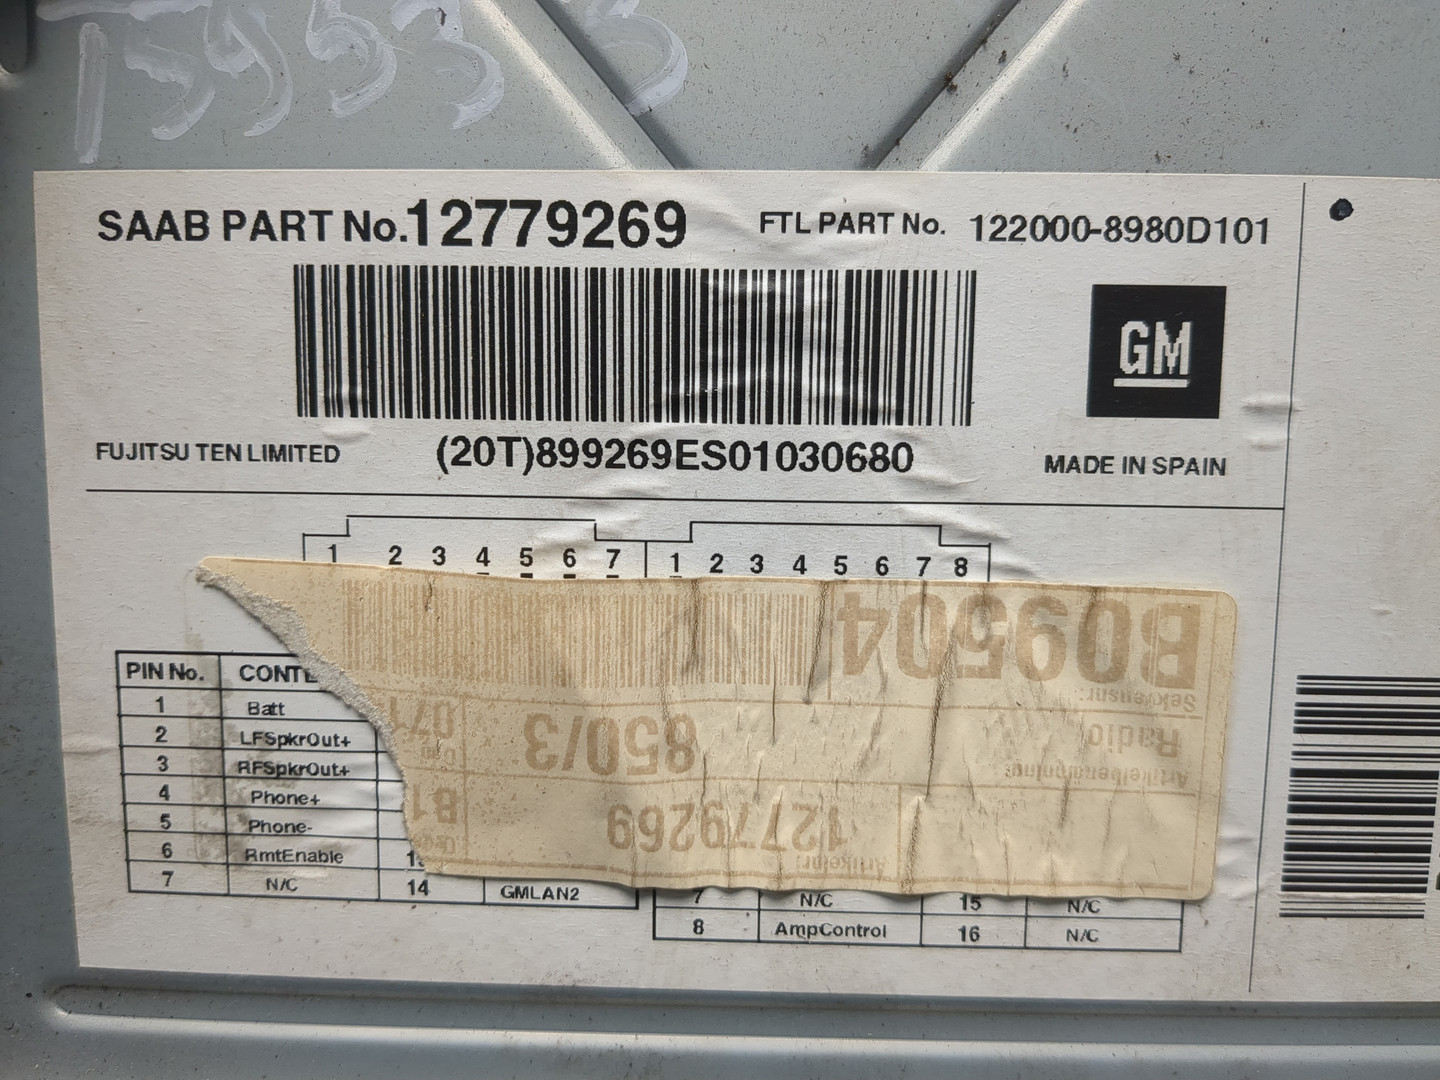 SAAB PART No.12779269 FTL PART No. 122000-8980D101
GM
FUJITSU TEN LIMITED (20T)899269ES01030680 MADE IN SPAIN
1 2 3 4 5 6 7 1 2 3 4 5 6 7 8
B09504
Sekvensnr:
850/3 Radio
Artikelbenämning:
B1 12779269
Artikelnr:
PIN No.
1 Batt
2 LFSpkrOut+
3 RFSpkrOut+
4 Phone+
5 Phone-
6 RmtEnable
7 N/C 14 GMLAN2
7 N/C 15 N/C
8 AmpControl 16 N/C